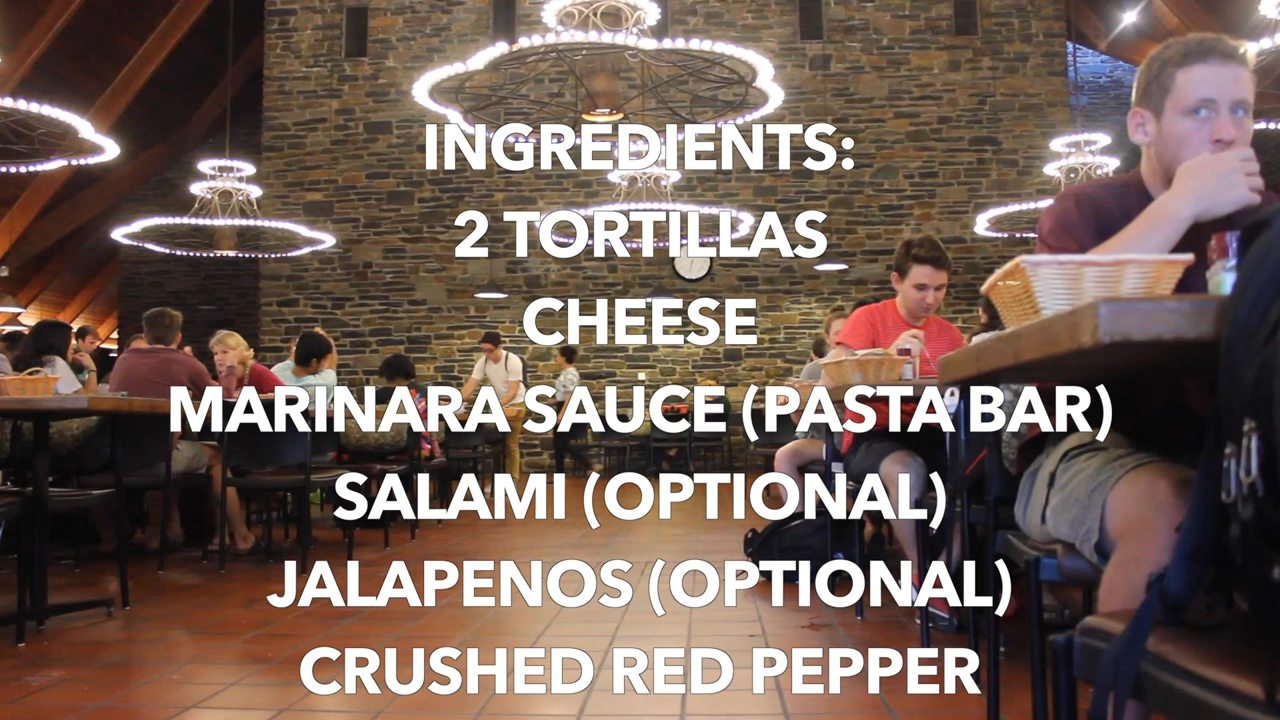 INGREDIENTS:
2 TORTILLAS
CHEESE
MARINARA SAUCE (PASTA BAR)
SALAMI (OPTIONAL)
JALAPENOS (OPTIONAL)
CRUSHED RED PEPPER